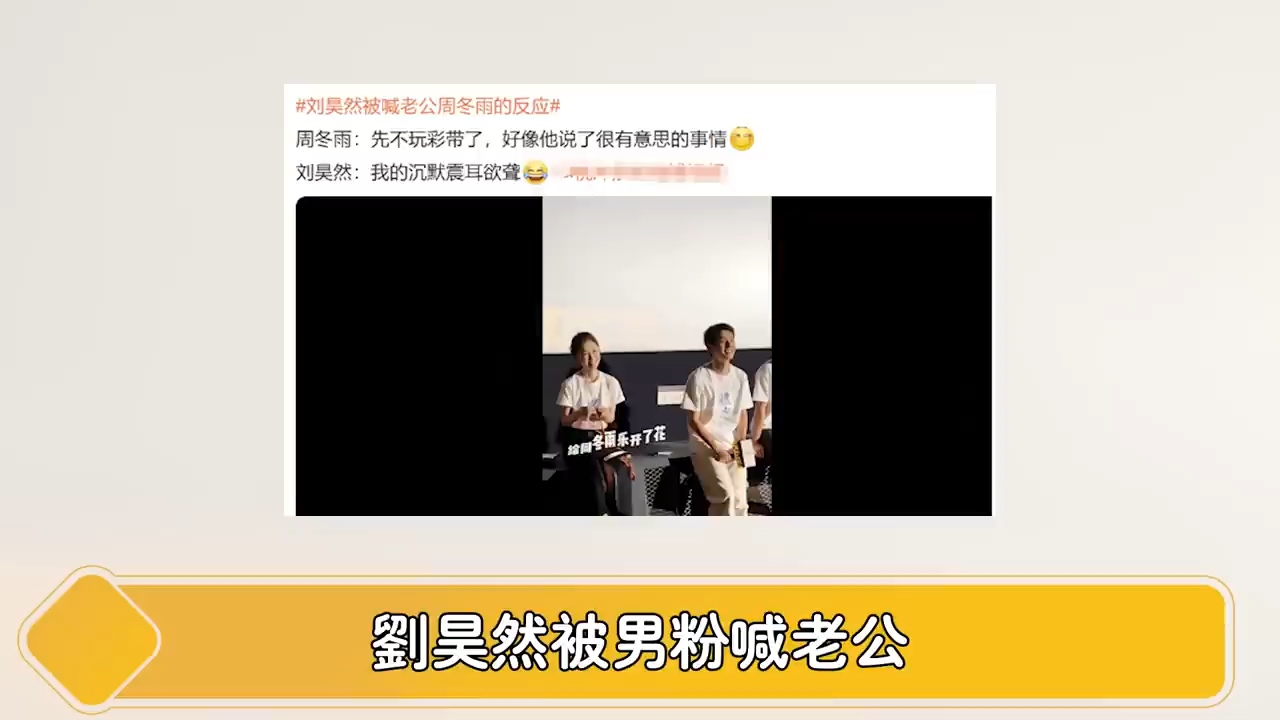 #刘昊然被喊老公周冬雨的反应#
周冬雨：先不玩彩带了，好像他说了很有意思的事情
刘昊然：我的沉默震耳欲聋
给周冬雨乐开了花
劉昊然被男粉喊老公